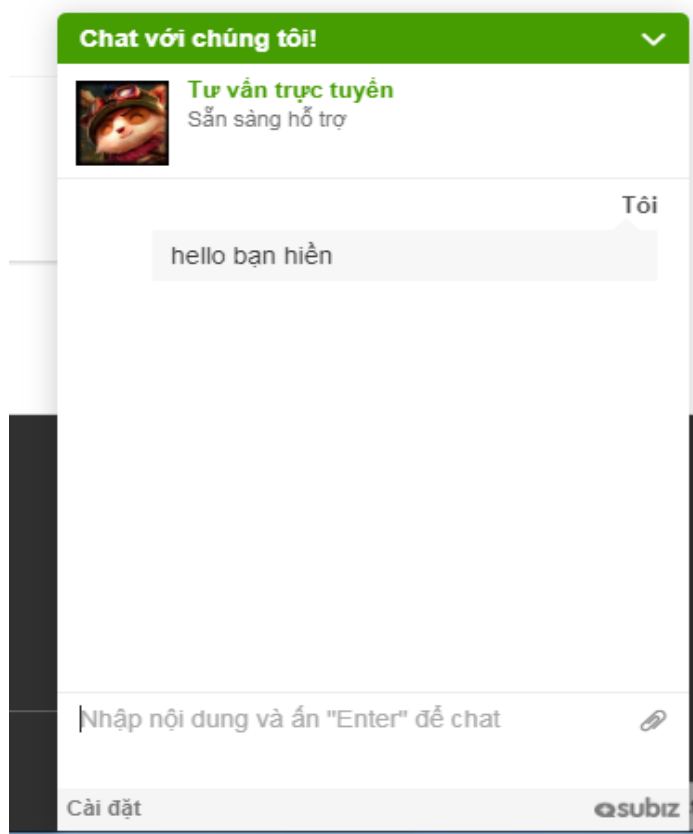 Chat với chúng tôi!
Tư vấn trực tuyến
Sẵn sàng hỗ trợ
Tôi
hello bạn hiền
Nhập nội dung và ấn "Enter" để chat
Cài đặt
subiz